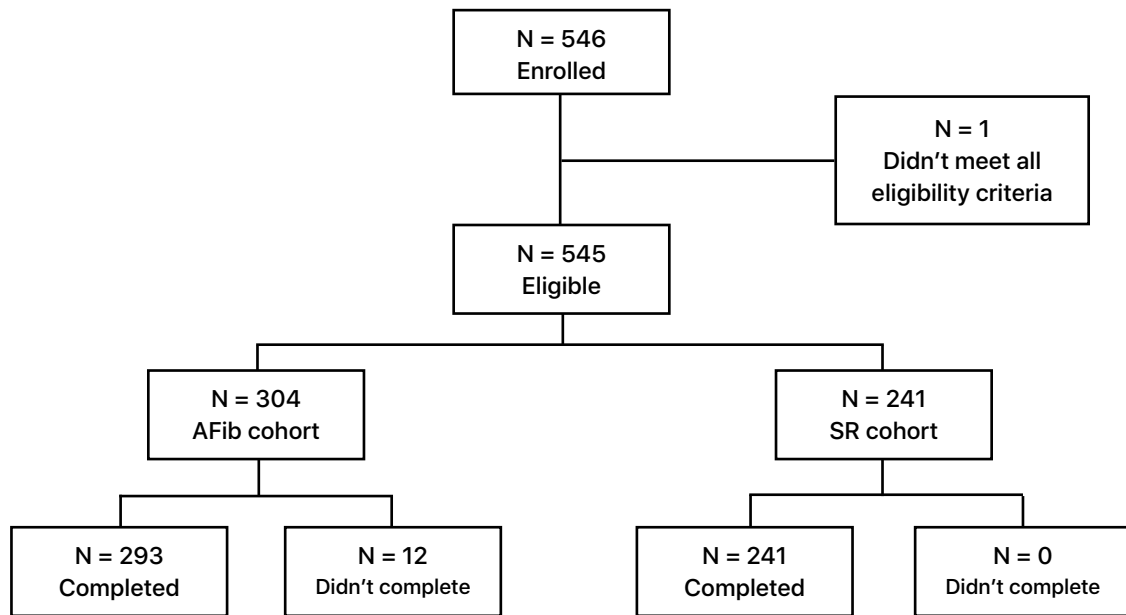 N = 546
Enrolled
N = 1
Didn’t meet all
eligibility criteria
N = 545
Eligible
N = 304
AFib cohort
N = 241
SR cohort
N = 293
Completed
N = 12
Didn’t complete
N = 241
Completed
N = 0
Didn’t complete